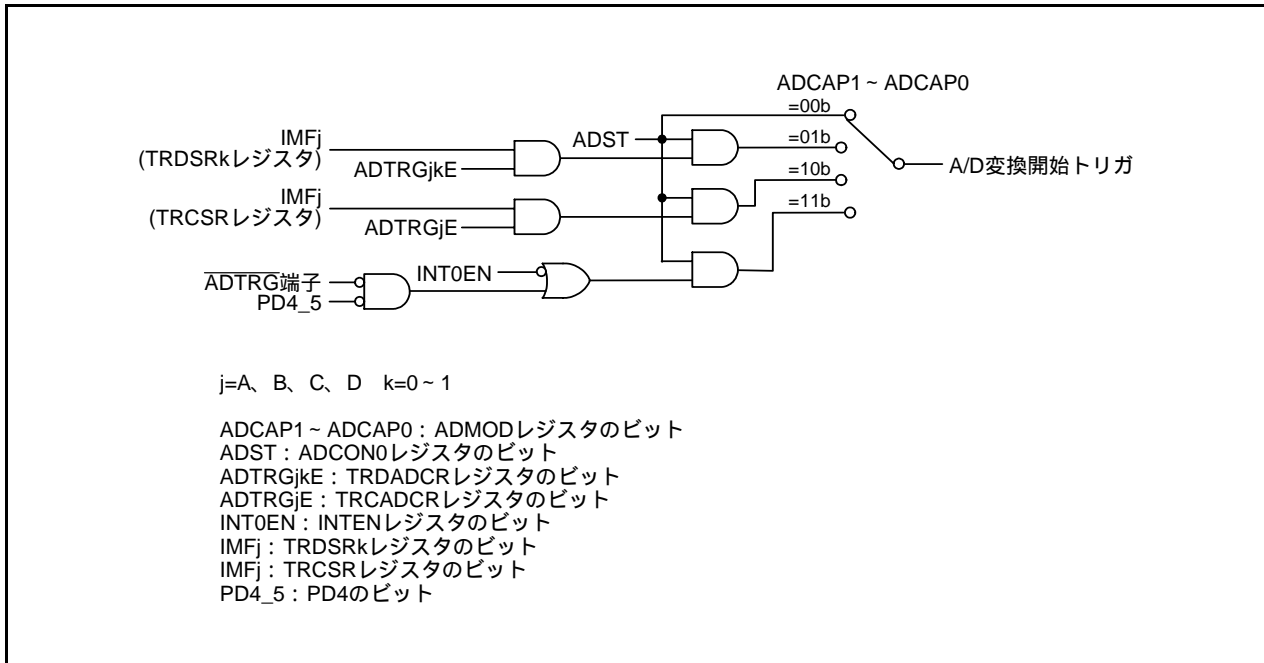 ADCAP1 ~ ADCAP0
=00b
IMFj
(TRDSRkレジスタ)
ADTRGjkE
ADST
=01b
=10b
A/D変換開始トリガ
IMFj
(TRCSRレジスタ)
ADTRGjE
=11b
ADTRG端子
PD4_5
INT0EN
j=A、B、C、D k=0 ~ 1
ADCAP1 ~ ADCAP0：ADMODレジスタのビット
ADST：ADCON0レジスタのビット
ADTRGjkE：TRDADCRレジスタのビット
ADTRGjE：TRCADCRレジスタのビット
INT0EN：INTENレジスタのビット
IMFj：TRDSRkレジスタのビット
IMFj：TRCSRレジスタのビット
PD4_5：PD4のビット